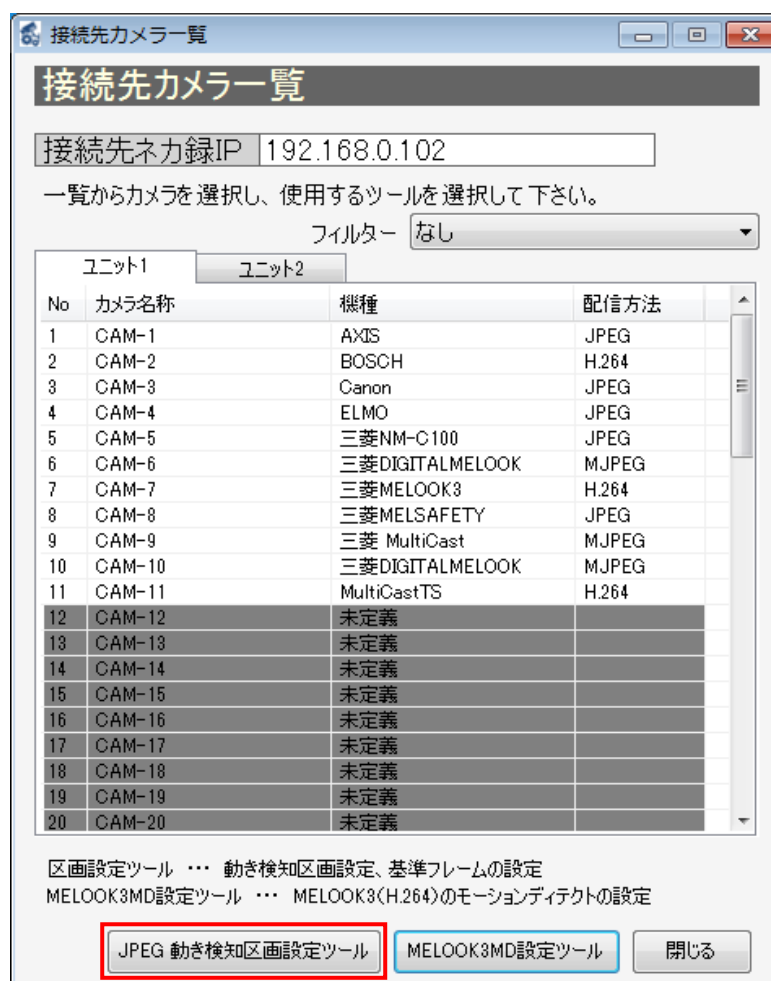 接続先カメラ一覧
接続先カメラ一覧
接続先ネカ録IP 192.168.0.102
一覧からカメラを選択し、使用するツールを選択して下さい。
フィルター なし
ユニット1 ユニット2
No カメラ名称 機種 配信方法
1 CAM-1 AXIS JPEG
2 CAM-2 BOSCH H.264
3 CAM-3 Canon JPEG
4 CAM-4 ELMO JPEG
5 CAM-5 三菱NM-C100 JPEG
6 CAM-6 三菱DIGITALMELOOK MJPEG
7 CAM-7 三菱MELOOK3 H.264
8 CAM-8 三菱MELSAFETY JPEG
9 CAM-9 三菱 MultiCast MJPEG
10 CAM-10 三菱DIGITALMELOOK MJPEG
11 CAM-11 MultiCastTS H.264
12 CAM-12 未定義
13 CAM-13 未定義
14 CAM-14 未定義
15 CAM-15 未定義
16 CAM-16 未定義
17 CAM-17 未定義
18 CAM-18 未定義
19 CAM-19 未定義
20 CAM-20 未定義
区画設定ツール ・・・ 動き検知区画設定、基準フレームの設定
MELOOK3MD設定ツール ・・・ MELOOK3(H.264)のモーションディテクトの設定
JPEG 動き検知区画設定ツール MELOOK3MD設定ツール 閉じる